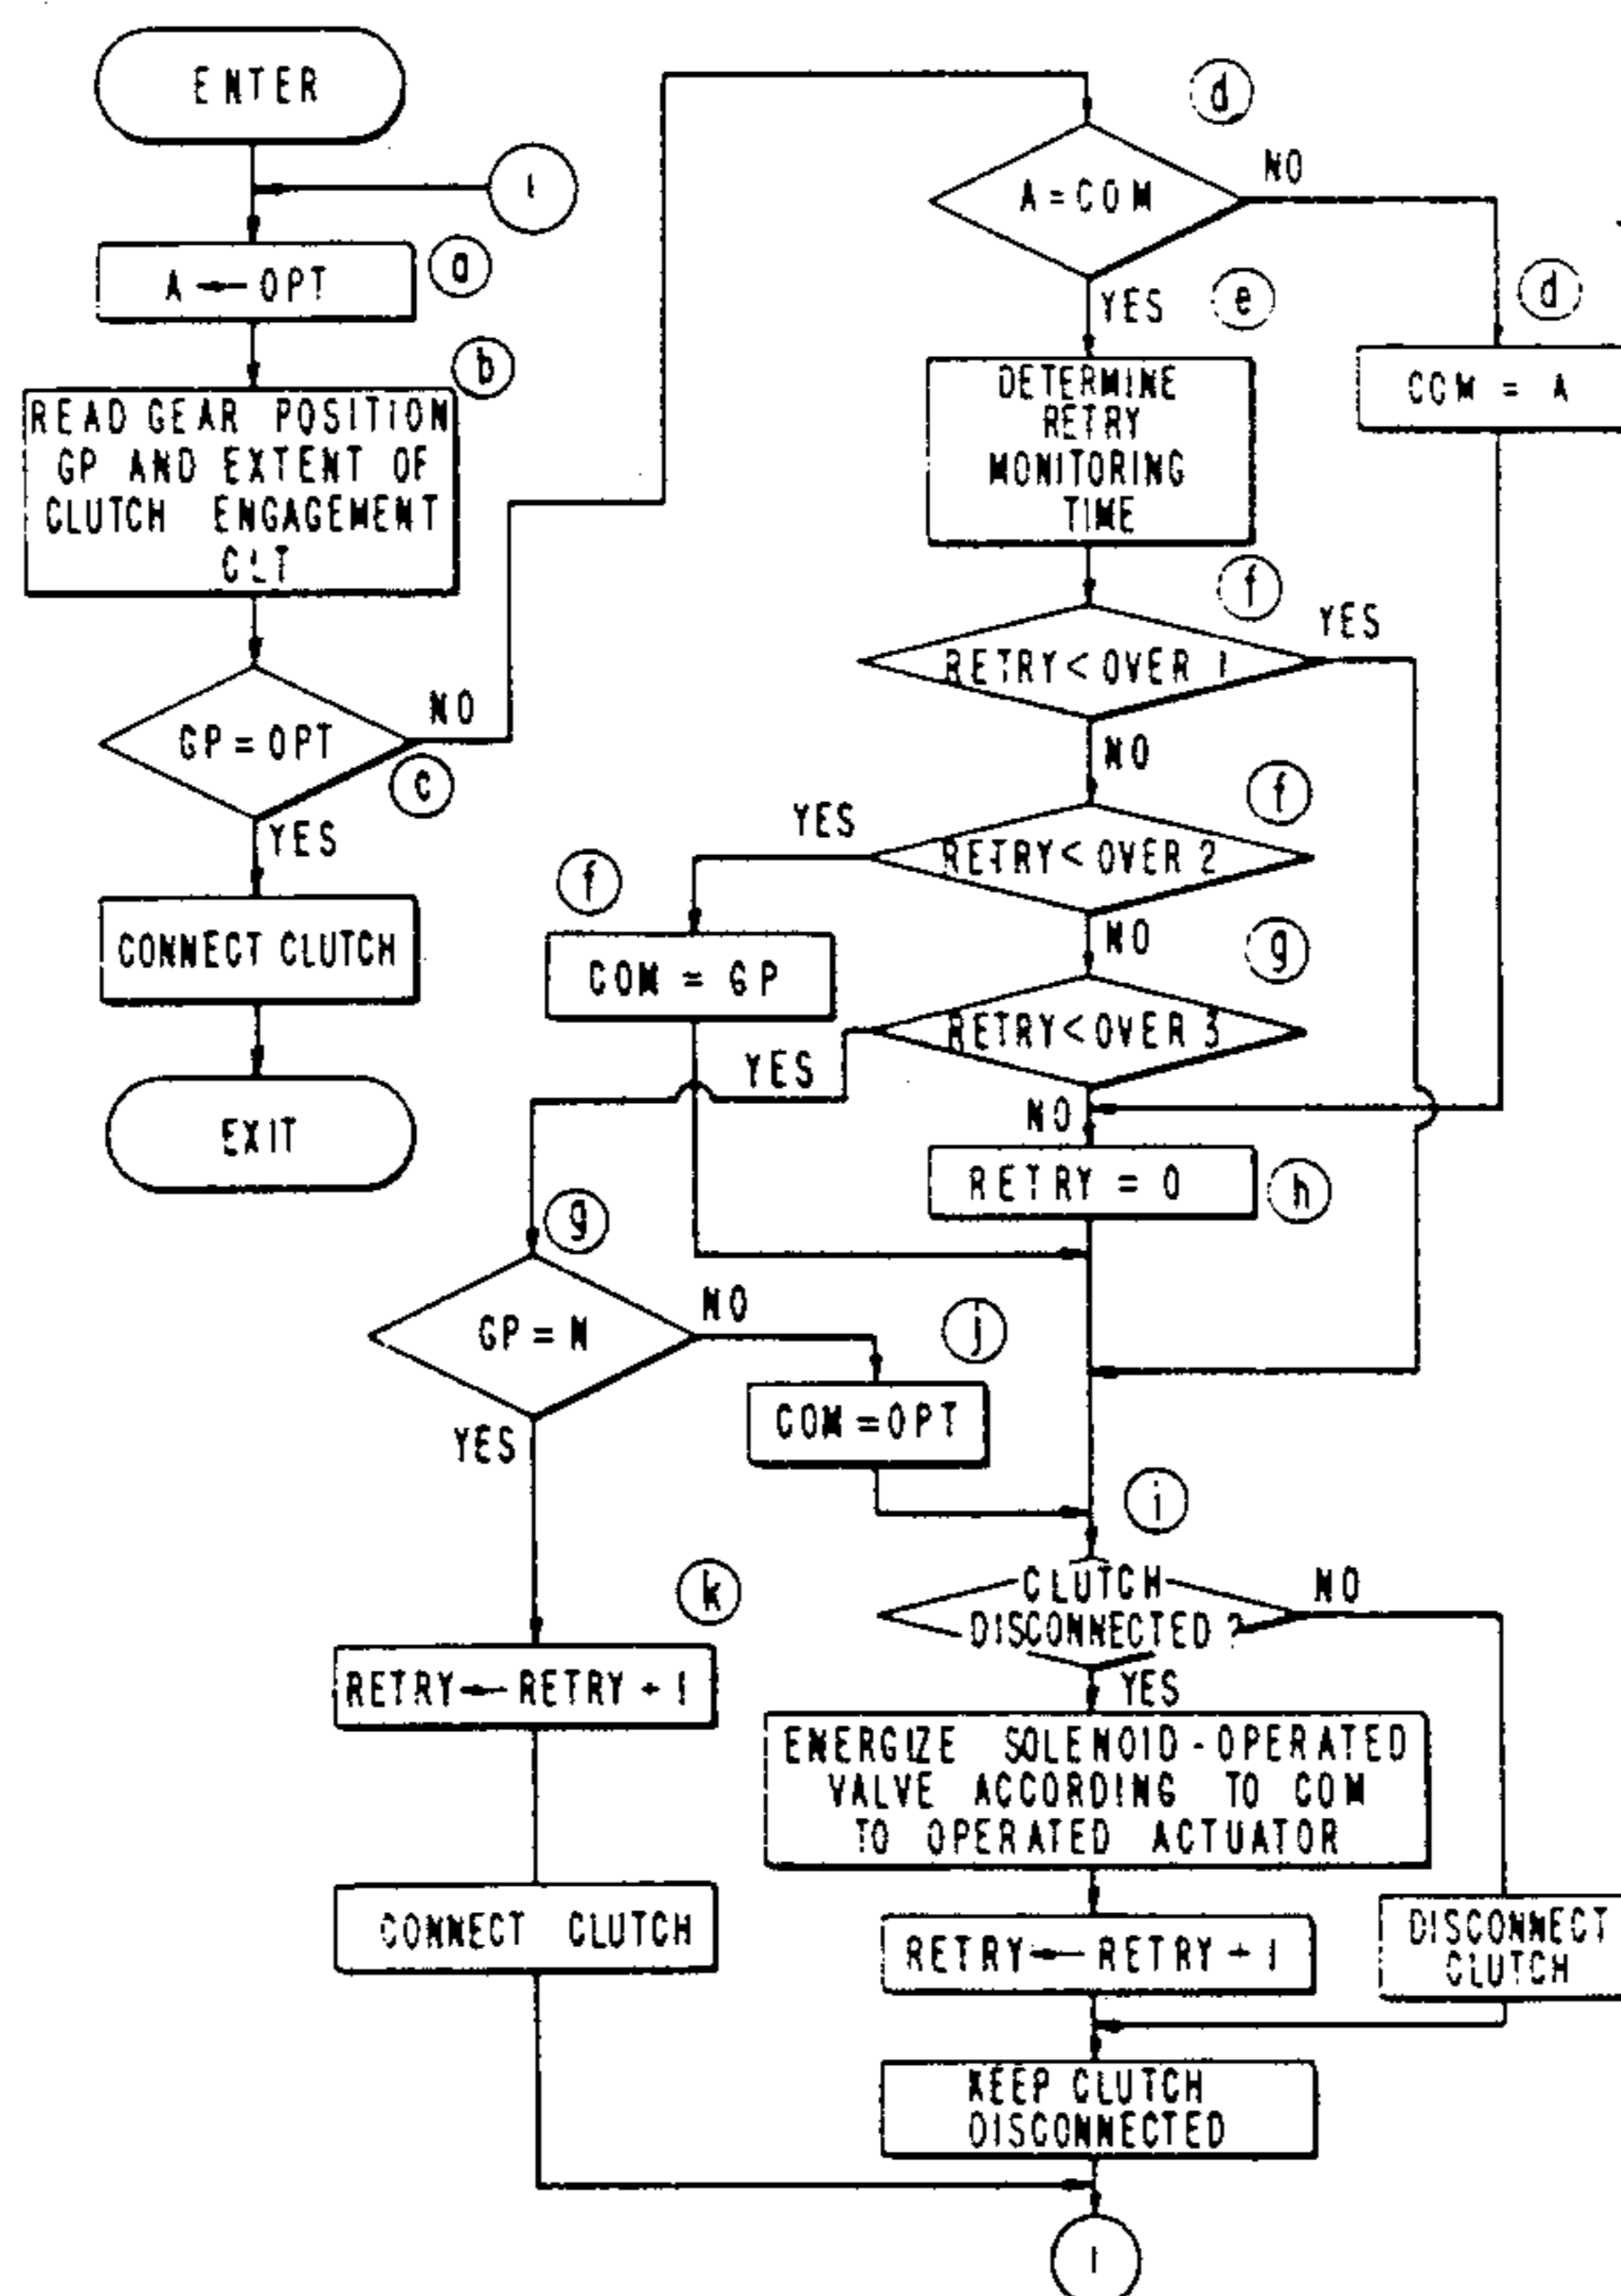 ENTER
1
A ← OPT
a
b
READ GEAR POSITION
GP AND EXTENT OF
CLUTCH ENGAGEMENT
CLT
GP = OPT
NO
c
YES
CONNECT CLUTCH
EXIT
d
A = COM
NO
d
COM = A
YES
e
DETERMINE
RETRY
MONITORING
TIME
f
RETRY < OVER 1
YES
NO
f
RETRY < OVER 2
YES
f
COM = GP
NO
g
RETRY < OVER 3
YES
NO
RETRY = 0
h
g
GP = N
NO
j
COM = OPT
YES
i
CLUTCH
DISCONNECTED ?
NO
YES
k
RETRY ← RETRY + 1
CONNECT CLUTCH
ENERGIZE SOLENOID-OPERATED
VALVE ACCORDING TO COM
TO OPERATED ACTUATOR
RETRY ← RETRY + 1
DISCONNECT
CLUTCH
KEEP CLUTCH
DISCONNECTED
1